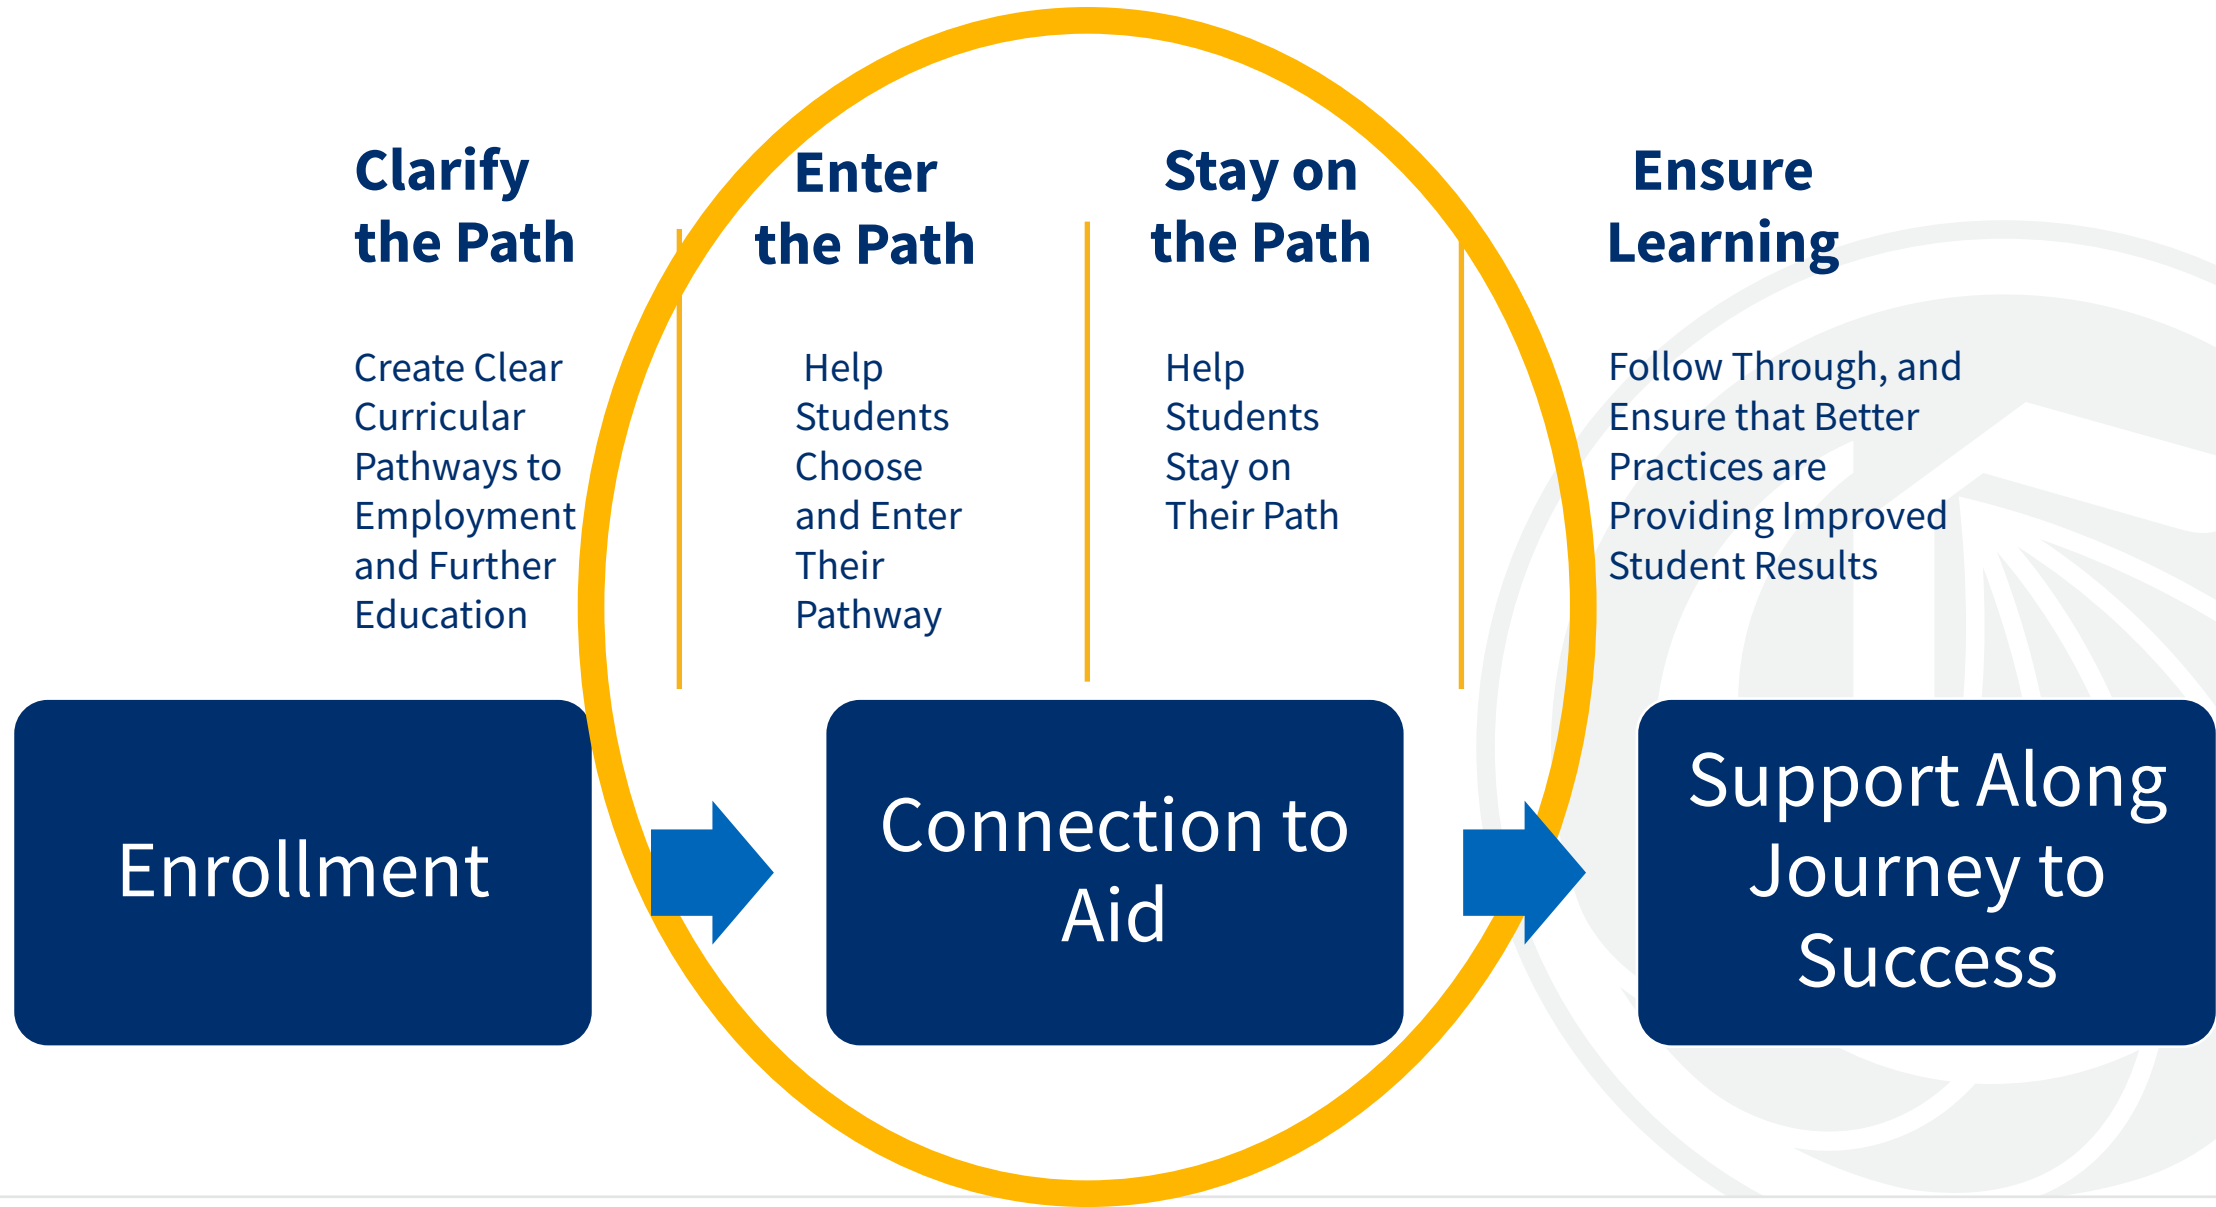 Clarify
the Path
Create Clear
Curricular
Pathways to
Employment
and Further
Education
Enter
the Path
Help
Students
Choose
and Enter
Their
Pathway
Stay on
the Path
Help
Students
Stay on
Their Path
Ensure
Learning
Follow Through, and
Ensure that Better
Practices are
Providing Improved
Student Results
Enrollment
Connection to
Aid
Support Along
Journey to
Success